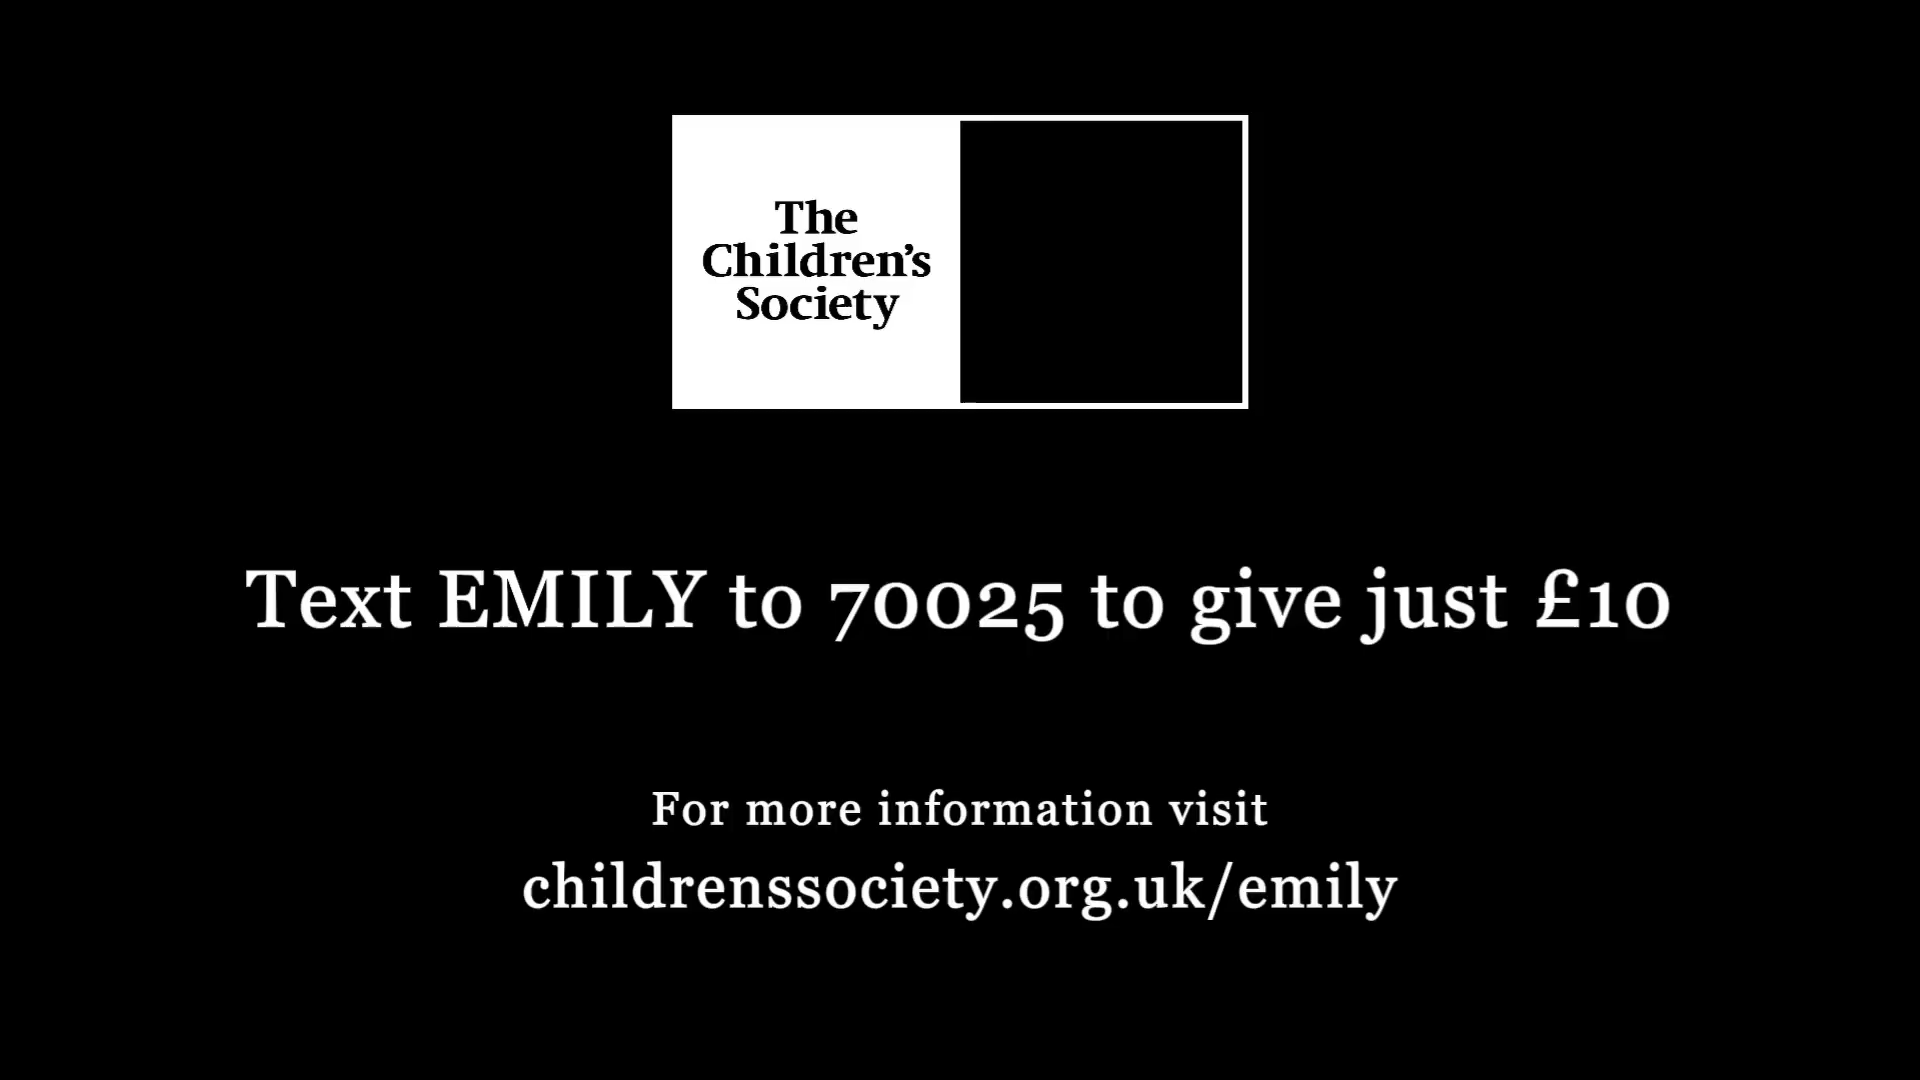 The
Children’s
Society
Text EMILY to 70025 to give just £10
For more information visit
childrenssociety.org.uk/emily